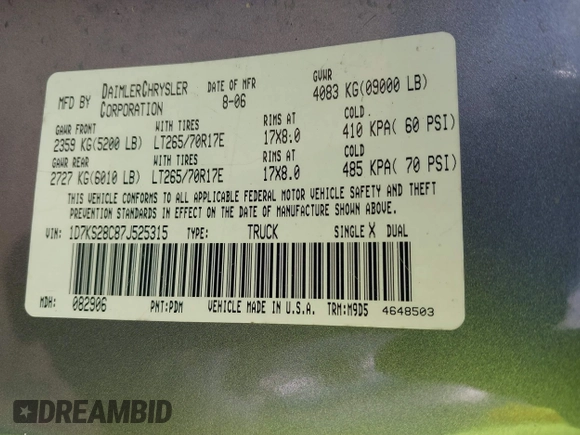 MFD BY DAIMLERCHRYSLER CORPORATION DATE OF MFR 8-06 GVWR 4083 KG(09000 LB)
GAWR FRONT WITH TIRES RIMS AT COLD
2359 KG(5200 LB) LT265/70R17E 17X8.0 410 KPA( 60 PSI)
GAWR REAR WITH TIRES RIMS AT COLD
2727 KG(6010 LB) LT265/70R17E 17X8.0 485 KPA( 70 PSI)
THIS VEHICLE CONFORMS TO ALL APPLICABLE FEDERAL MOTOR VEHICLE SAFETY AND THEFT
PREVENTION STANDARDS IN EFFECT ON THE DATE OF MANUFACTURE SHOWN ABOVE.
VIN: 1D7KS28C87J525315 TYPE: TRUCK SINGLE X DUAL
MDH: 082906 PNT:PDM VEHICLE MADE IN U.S.A. TRM:M9D5 4648503
DREAMBID